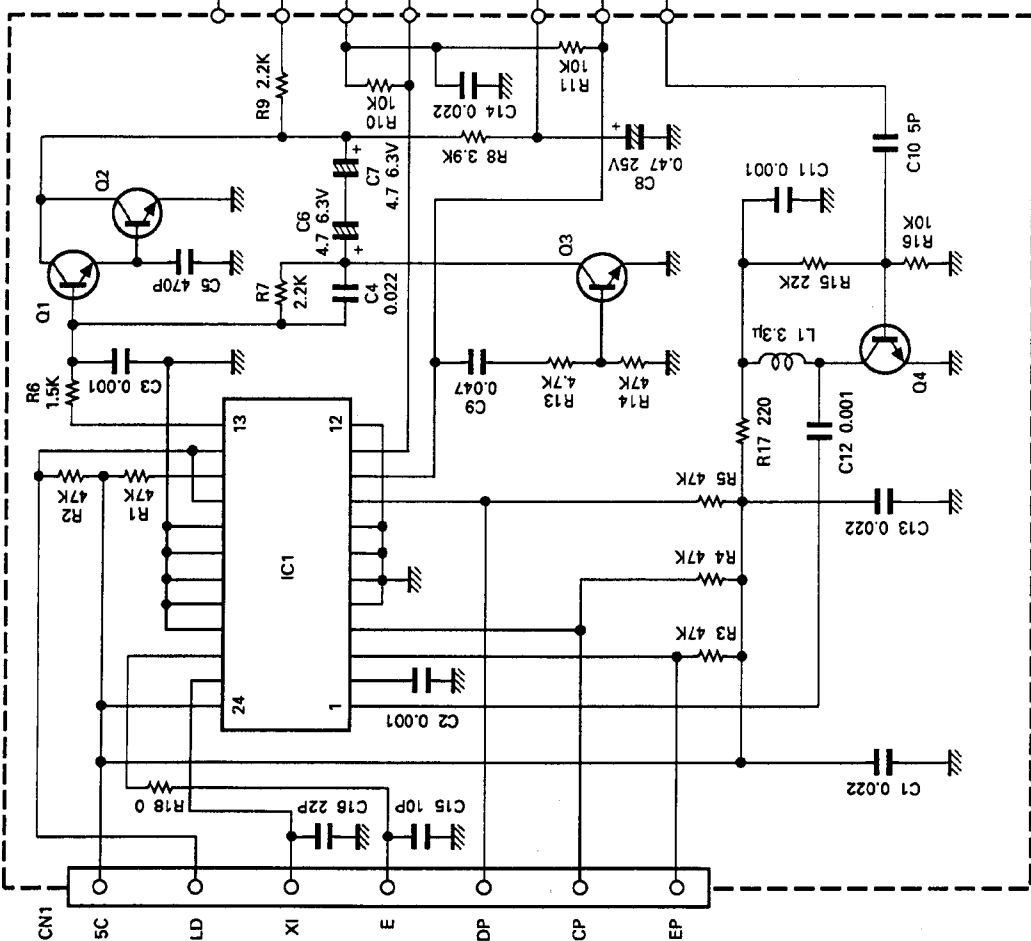 R9 2.2K
10K
R10
C14 0.022
10K
R11
R8 3.9K
+
C8
0.47 25V
+
C7
4.7 6.3V
C6
4.7 6.3V
+
C10 5P
C11 0.001
R16
10K
R15 22K
Q2
Q1
C5 470P
R7
2.2K
C4
0.022
Q3
L1 3.3μ
Q4
R6
1.5K
C3 0.001
C9
0.047
R13
4.7K
R14
47K
R17 220
C12 0.001
R2
47K
R1
47K
13
12
IC1
24
1
R5 47K
C13 0.022
R4 47K
R3 47K
C2 0.001
R18 0
C16 22P
C15 10P
C1 0.022
CN1
5C
LD
XI
E
DP
CP
EP